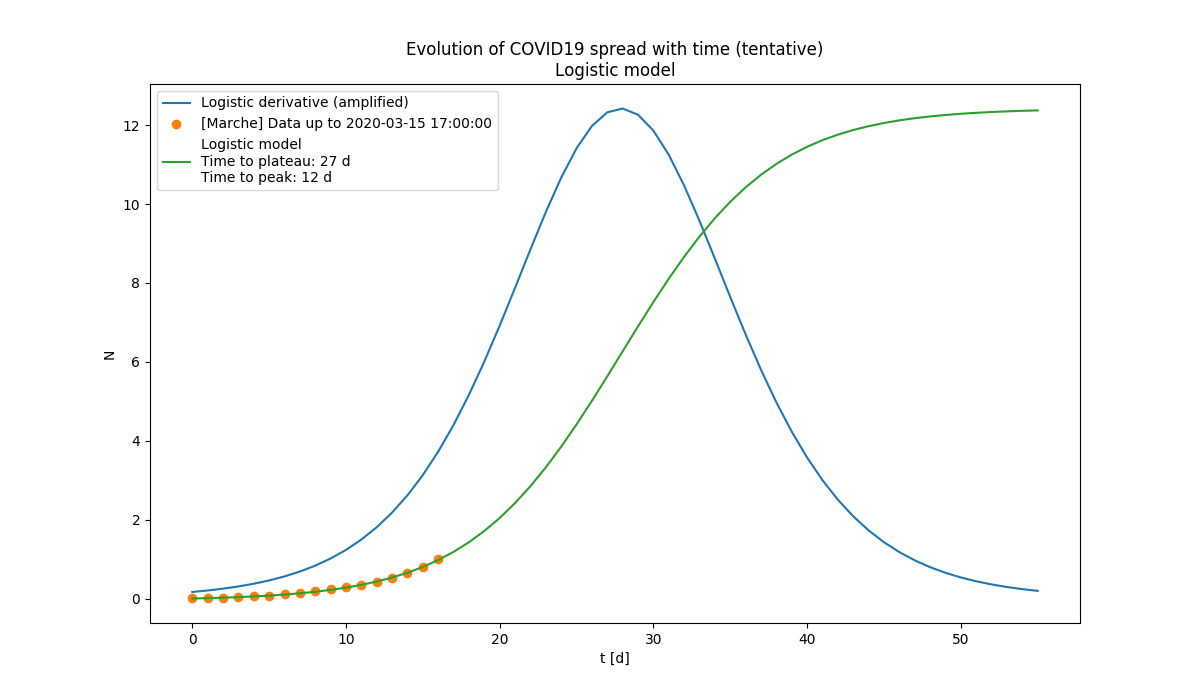 Evolution of COVID19 spread with time (tentative)
Logistic model
Logistic derivative (amplified)
[Marche] Data up to 2020-03-15 17:00:00
Logistic model
Time to plateau: 27 d
Time to peak: 12 d
N
12
10
8
6
4
2
0
0 10 20 30 40 50
t [d]